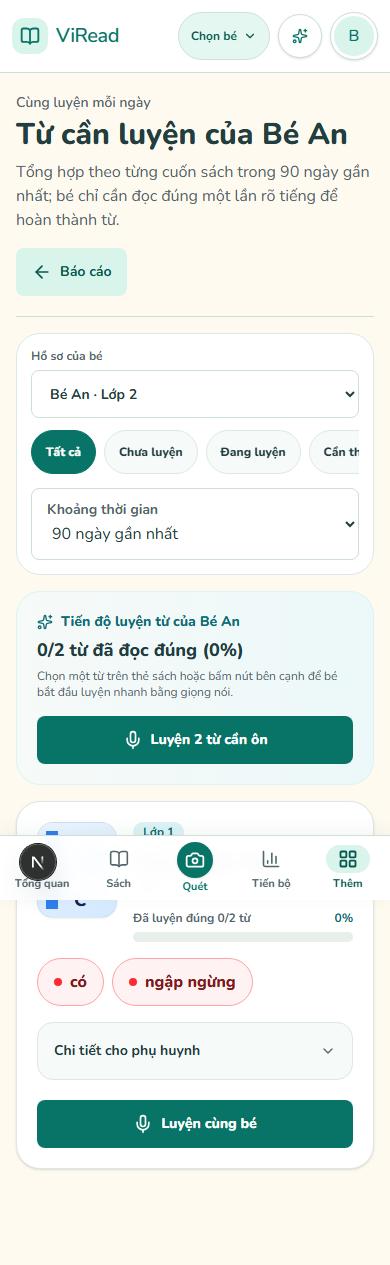 ViRead
Chọn bé
B
Cùng luyện mỗi ngày
Từ cần luyện của Bé An
Tổng hợp theo từng cuốn sách trong 90 ngày gần
nhất; bé chỉ cần đọc đúng một lần rõ tiếng để
hoàn thành từ.
Báo cáo
Hồ sơ của bé
Bé An · Lớp 2
Tất cả
Chưa luyện
Đang luyện
Cần th
Khoảng thời gian
90 ngày gần nhất
Tiến độ luyện từ của Bé An
0/2 từ đã đọc đúng (0%)
Chọn một từ trên thẻ sách hoặc bấm nút bên cạnh để bé
bắt đầu luyện nhanh bằng giọng nói.
Luyện 2 từ cần ôn
Lớp 1
N
Tổng quan
Sách
Quét
Tiến bộ
Thêm
Đã luyện đúng 0/2 từ
0%
có
ngập ngừng
Chi tiết cho phụ huynh
Luyện cùng bé